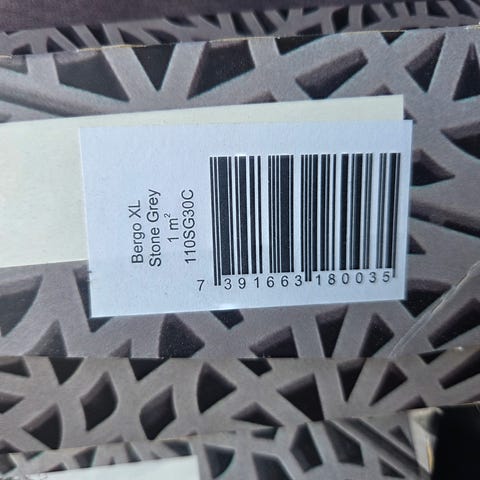 Bergo XL
Stone Grey
1 m²
110SG30C
7 391663 180035